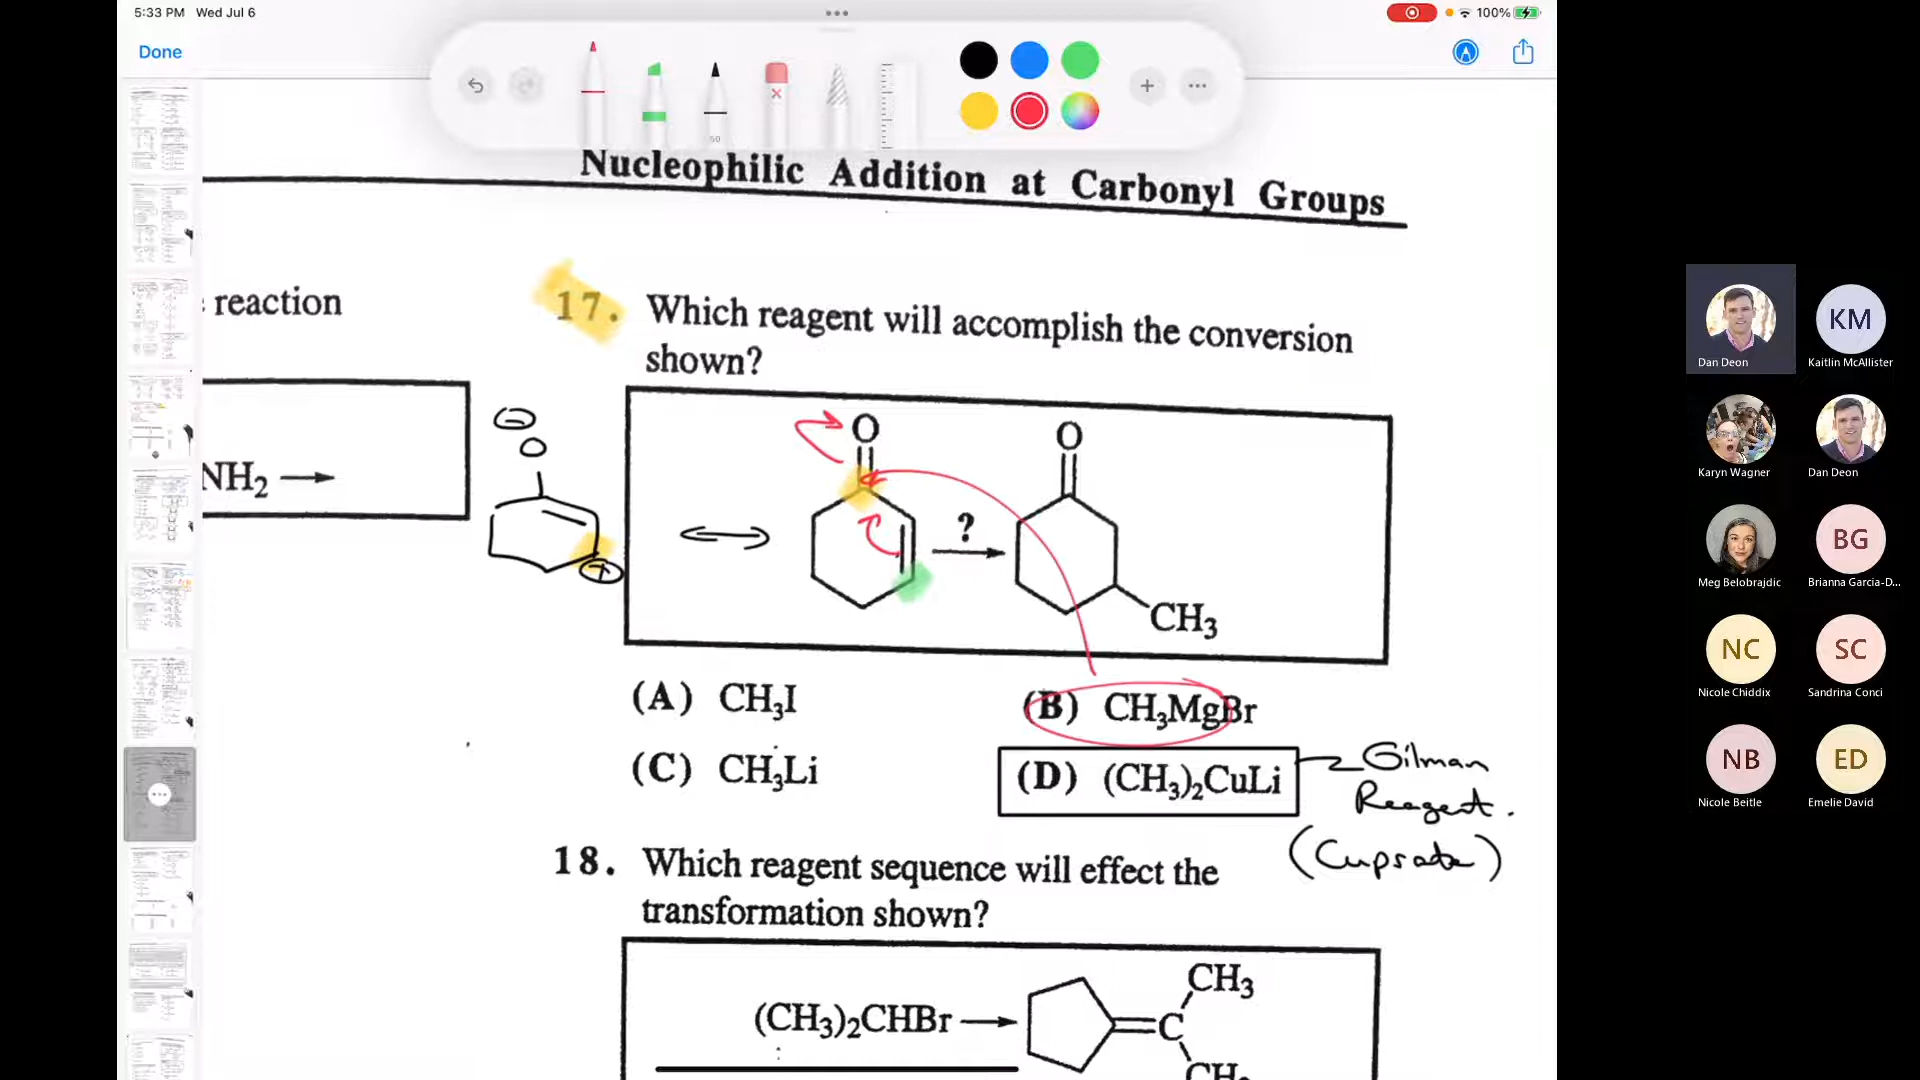 5:33 PM Wed Jul 6
100%
Done
50
Nucleophilic Addition at Carbonyl Groups
reaction
NH₂ →
17. Which reagent will accomplish the conversion
shown?
⊖
O
⊕
O
?
O
CH₃
(A) CH₃I
(B) CH₃MgBr
(C) CH₃Li
(D) (CH₃)₂CuLi
Gilman
Reagent.
(Cuprate)
18. Which reagent sequence will effect the
transformation shown?
(CH₃)₂CHBr →
CH₃
C
CH₃
Dan Deon
KM
Kaitlin McAllister
Karyn Wagner
Dan Deon
Meg Belobrajdic
BG
Brianna Garcia-D...
NC
Nicole Chiddix
SC
Sandrina Conci
NB
Nicole Beitle
ED
Emelie David